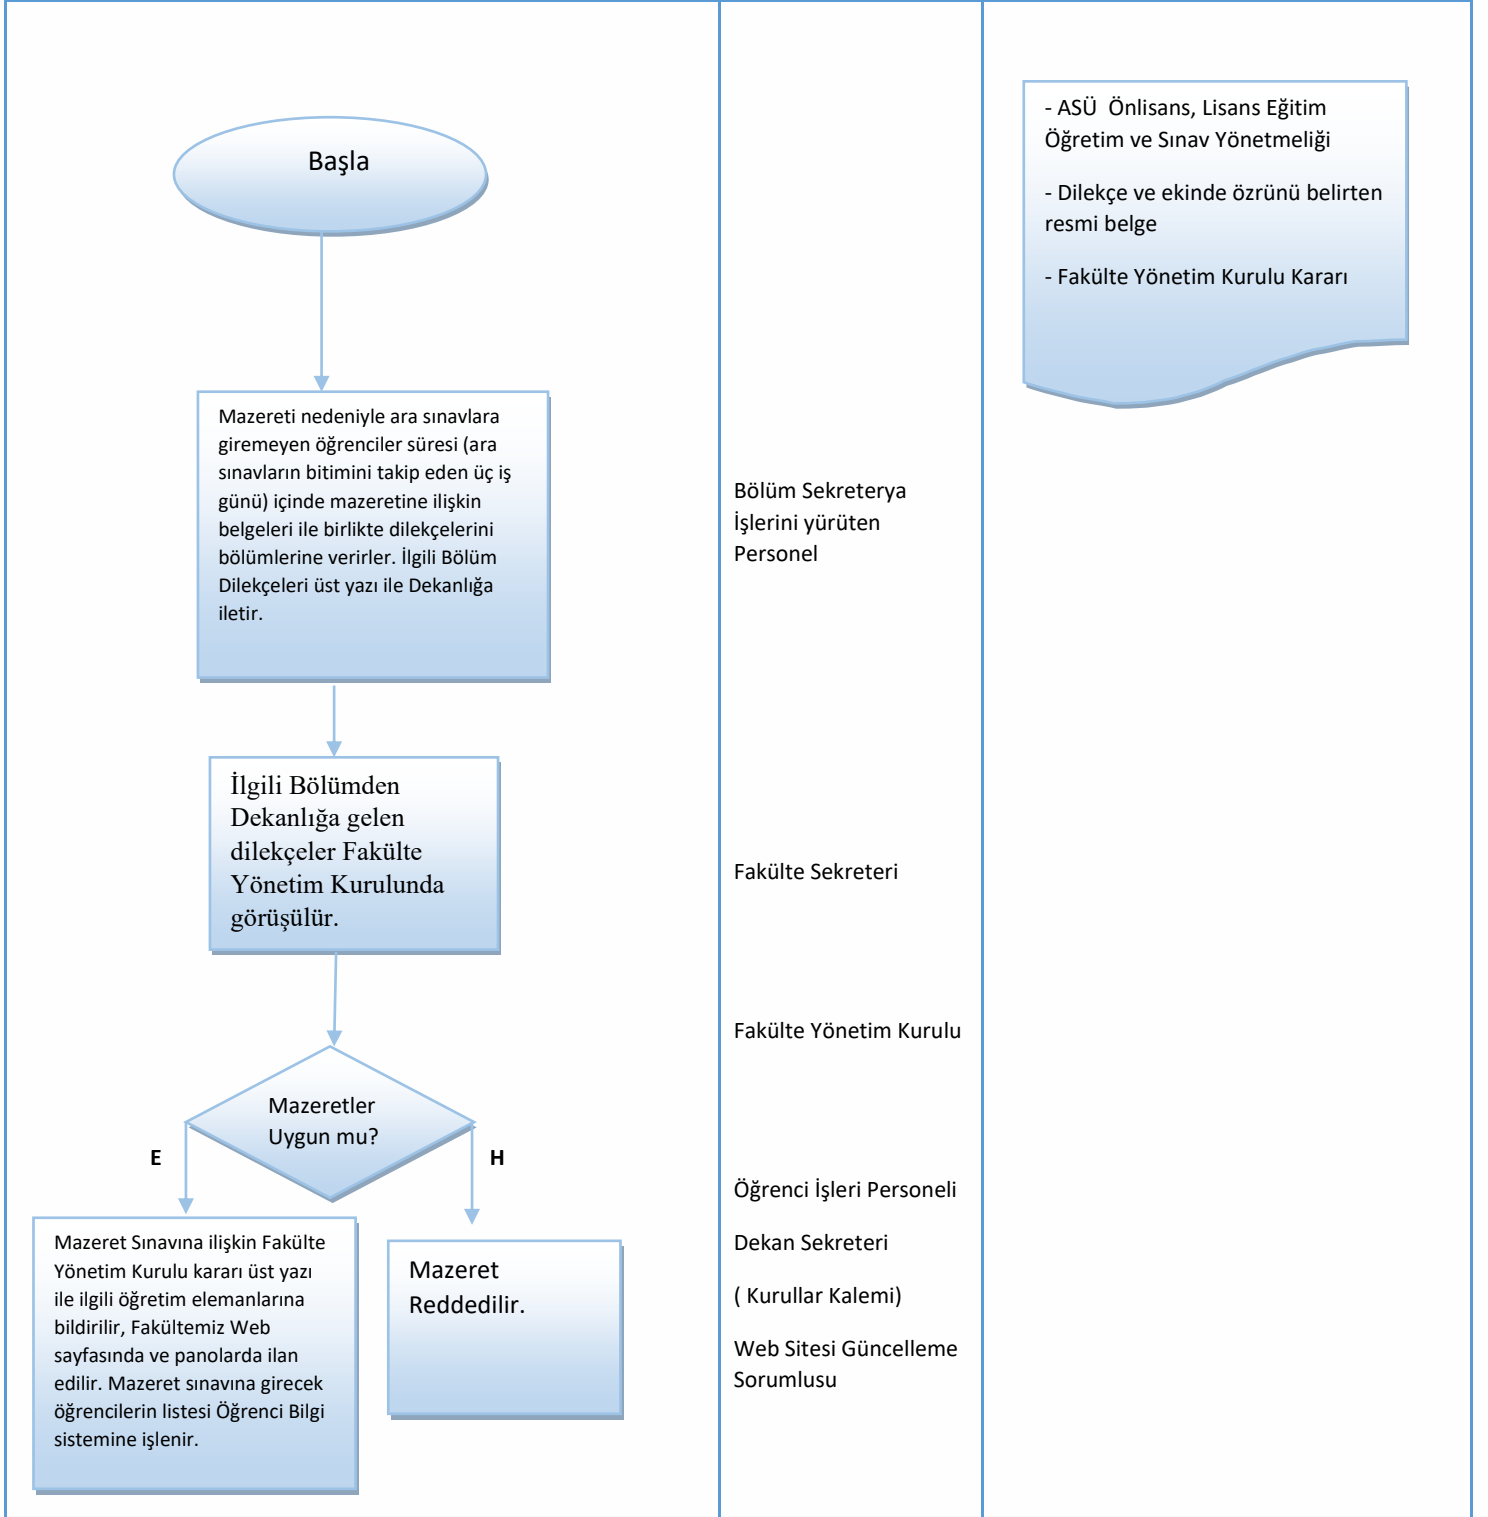 Başla
Mazereti nedeniyle ara sınavlara
giremeyen öğrenciler süresi (ara
sınavların bitimini takip eden üç iş
günü) içinde mazeretine ilişkin
belgeleri ile birlikte dilekçelerini
bölümlerine verirler. İlgili Bölüm
Dilekçeleri üst yazı ile Dekanlığa
iletir.
İlgili Bölümden
Dekanlığa gelen
dilekçeler Fakülte
Yönetim Kurulunda
görüşülür.
Mazeretler
Uygun mu?
E
H
Mazeret Sınavına ilişkin Fakülte
Yönetim Kurulu kararı üst yazı
ile ilgili öğretim elemanlarına
bildirilir, Fakültemiz Web
sayfasında ve panolarda ilan
edilir. Mazeret sınavına girecek
öğrencilerin listesi Öğrenci Bilgi
sistemine işlenir.
Mazeret
Reddedilir.
Bölüm Sekreterya
İşlerini yürüten
Personel
Fakülte Sekreteri
Fakülte Yönetim Kurulu
Öğrenci İşleri Personeli
Dekan Sekreteri
( Kurullar Kalemi)
Web Sitesi Güncelleme
Sorumlusu
- ASÜ  Önlisans, Lisans Eğitim
Öğretim ve Sınav Yönetmeliği
- Dilekçe ve ekinde özrünü belirten
resmi belge
- Fakülte Yönetim Kurulu Kararı